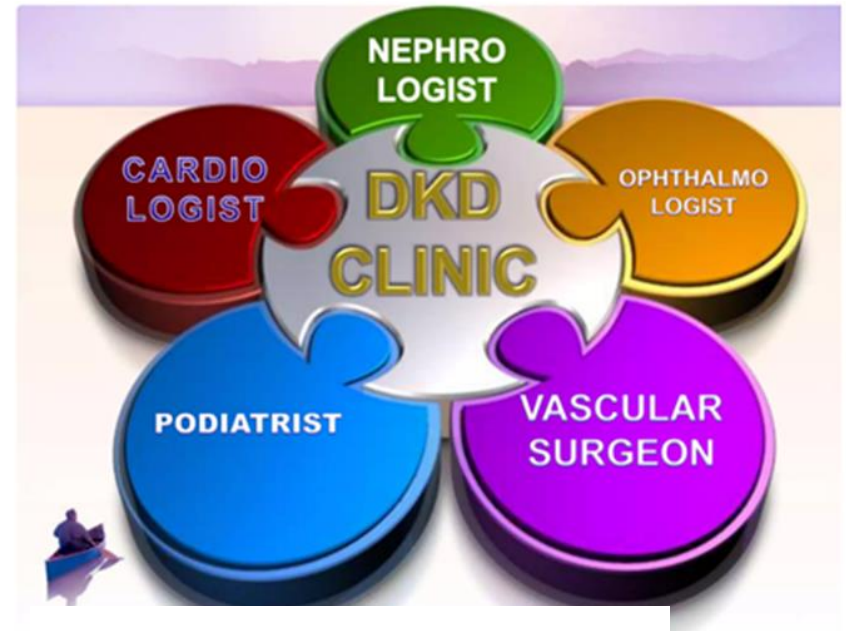 NEPHRO
LOGIST
CARDIO
LOGIST
DKD
CLINIC
OPHTHALMO
LOGIST
PODIATRIST
VASCULAR
SURGEON